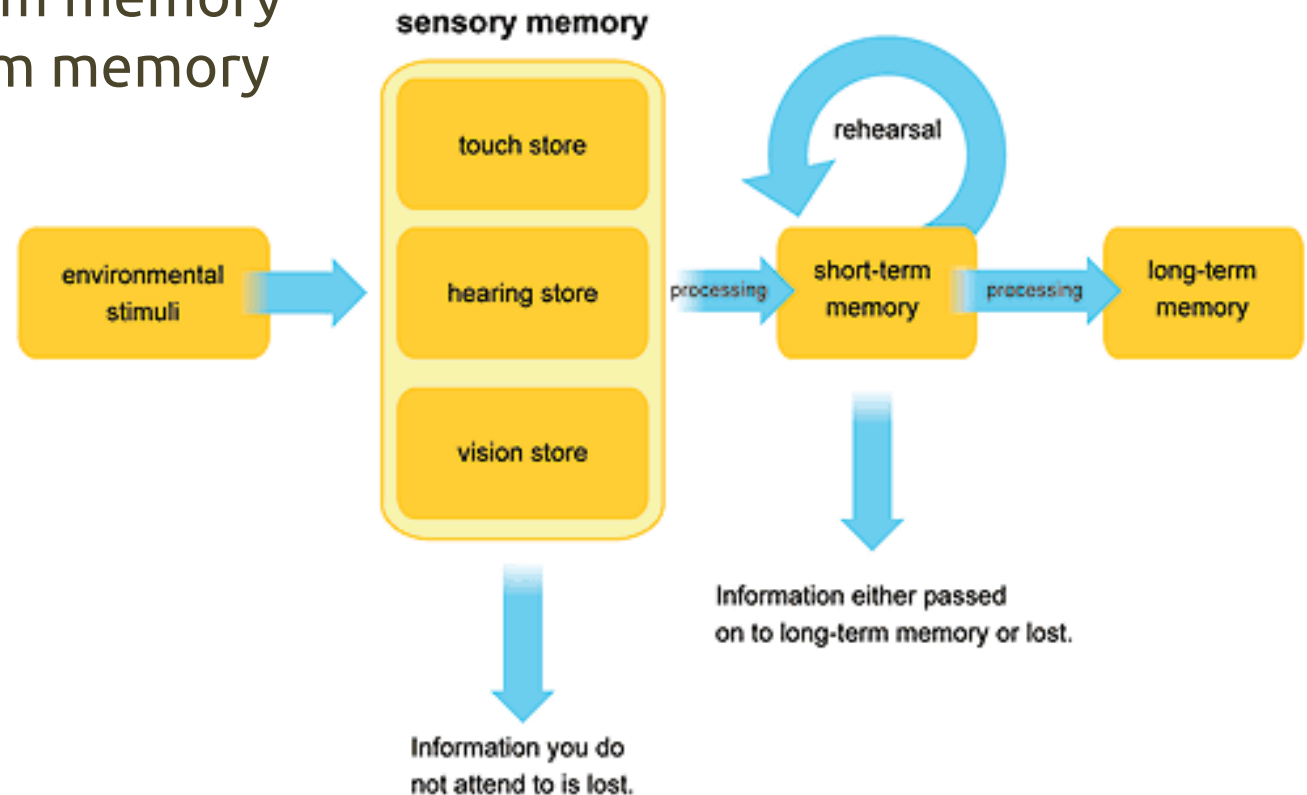 m memory
m memory
sensory memory
touch store
rehearsal
environmental
stimuli
hearing store
processing
short-term
memory
processing
long-term
memory
vision store
Information either passed
on to long-term memory or lost.
Information you do
not attend to is lost.